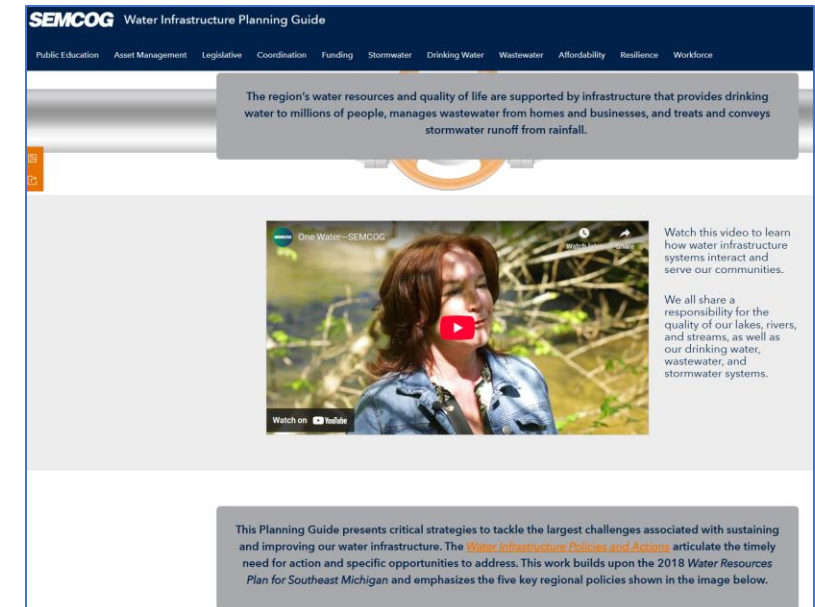 SEMCOG Water Infrastructure Planning Guide
Public Education Asset Management Legislative Coordination Funding Stormwater Drinking Water Wastewater Affordability Resilience Workforce
The region's water resources and quality of life are supported by infrastructure that provides drinking
water to millions of people, manages wastewater from homes and businesses, and treats and conveys
stormwater runoff from rainfall.
One Water—SEMCOG
Watch later Share
Watch on YouTube
Watch this video to learn
how water infrastructure
systems interact and
serve our communities.
We all share a
responsibility for the
quality of our lakes, rivers,
and streams, as well as
our drinking water,
wastewater, and
stormwater systems.
This Planning Guide presents critical strategies to tackle the largest challenges associated with sustaining
and improving our water infrastructure. The Water Infrastructure Policies and Actions articulate the timely
need for action and specific opportunities to address. This work builds upon the 2018 Water Resources
Plan for Southeast Michigan and emphasizes the five key regional policies shown in the image below.